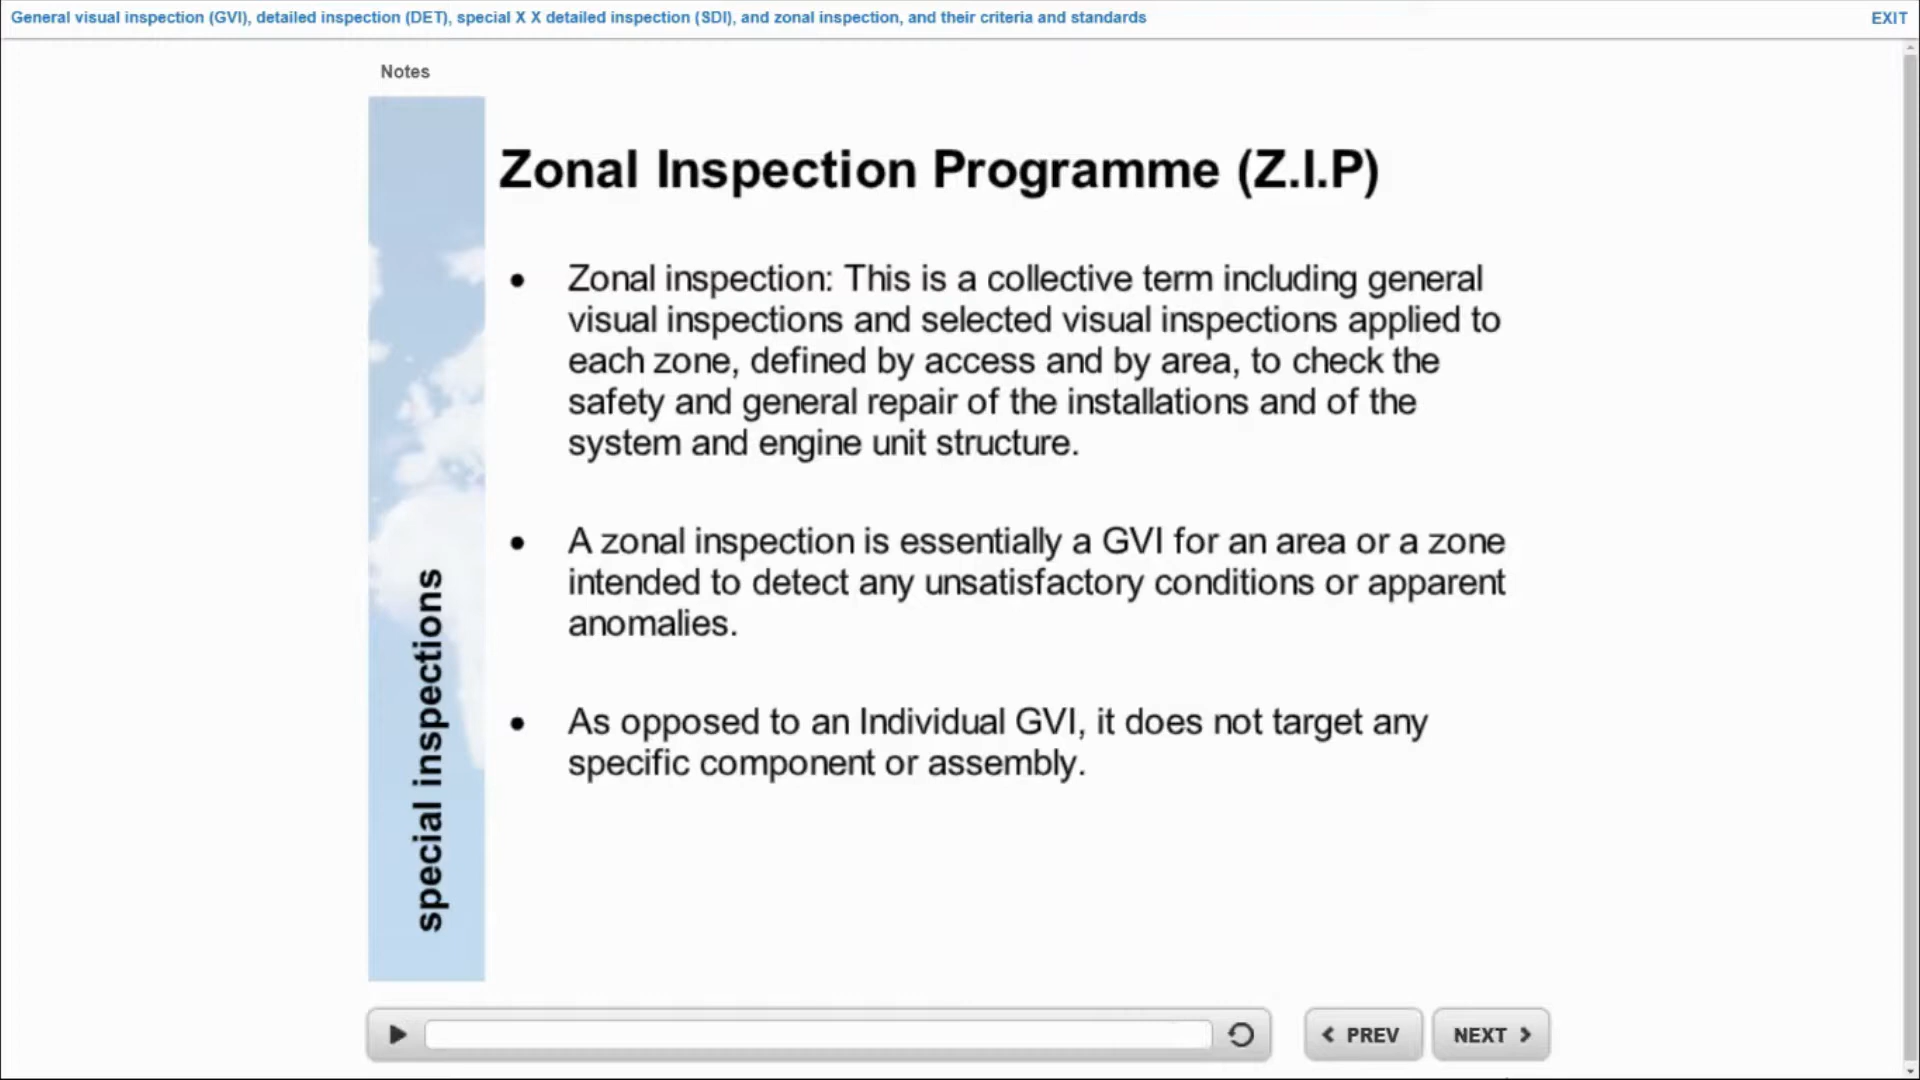 General visual inspection (GVI), detailed inspection (DET), special X X detailed inspection (SDI), and zonal inspection, and their criteria and standards
EXIT
Notes
Zonal Inspection Programme (Z.I.P)
• Zonal inspection: This is a collective term including general
visual inspections and selected visual inspections applied to
each zone, defined by access and by area, to check the
safety and general repair of the installations and of the
system and engine unit structure.
• A zonal inspection is essentially a GVI for an area or a zone
intended to detect any unsatisfactory conditions or apparent
anomalies.
• As opposed to an Individual GVI, it does not target any
specific component or assembly.
special inspections
PREV
NEXT